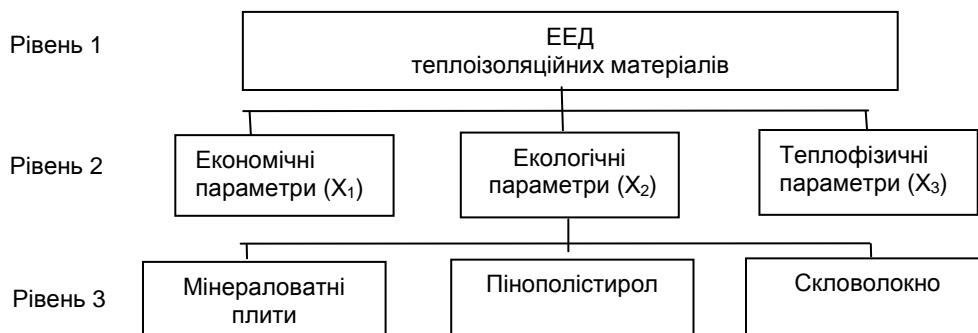 Рівень 1
ЕЕД
теплоізоляційних матеріалів
Рівень 2
Економічні
параметри (X₁)
Екологічні
параметри (X₂)
Теплофізичні
параметри (X₃)
Рівень 3
Мінераловатні
плити
Пінополістирол
Скловолокно